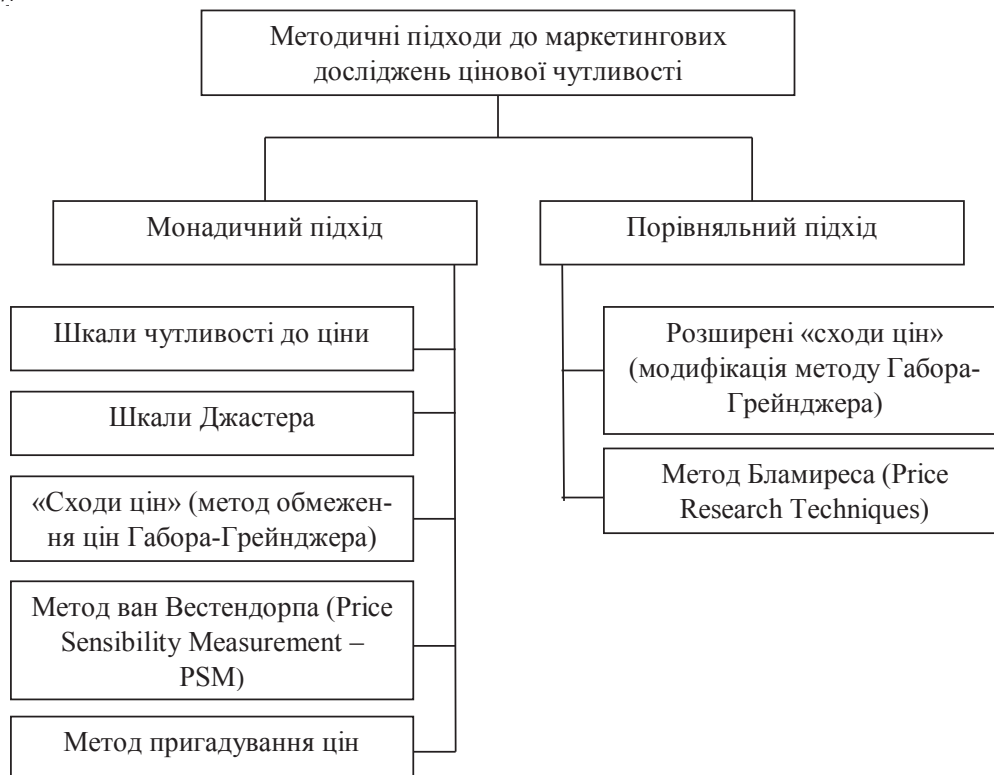 Методичні підходи до маркетингових
досліджень цінової чутливості
Монадичний підхід
Шкали чутливості до ціни
Шкали Джастера
«Сходи цін» (метод обмежен-
ня цін Габора-Грейнджера)
Метод ван Вестендорпа (Price
Sensibility Measurement –
PSM)
Метод пригадування цін
Порівняльний підхід
Розширені «сходи цін»
(модифікація методу Габора-
Грейнджера)
Метод Бламиреса (Price
Research Techniques)